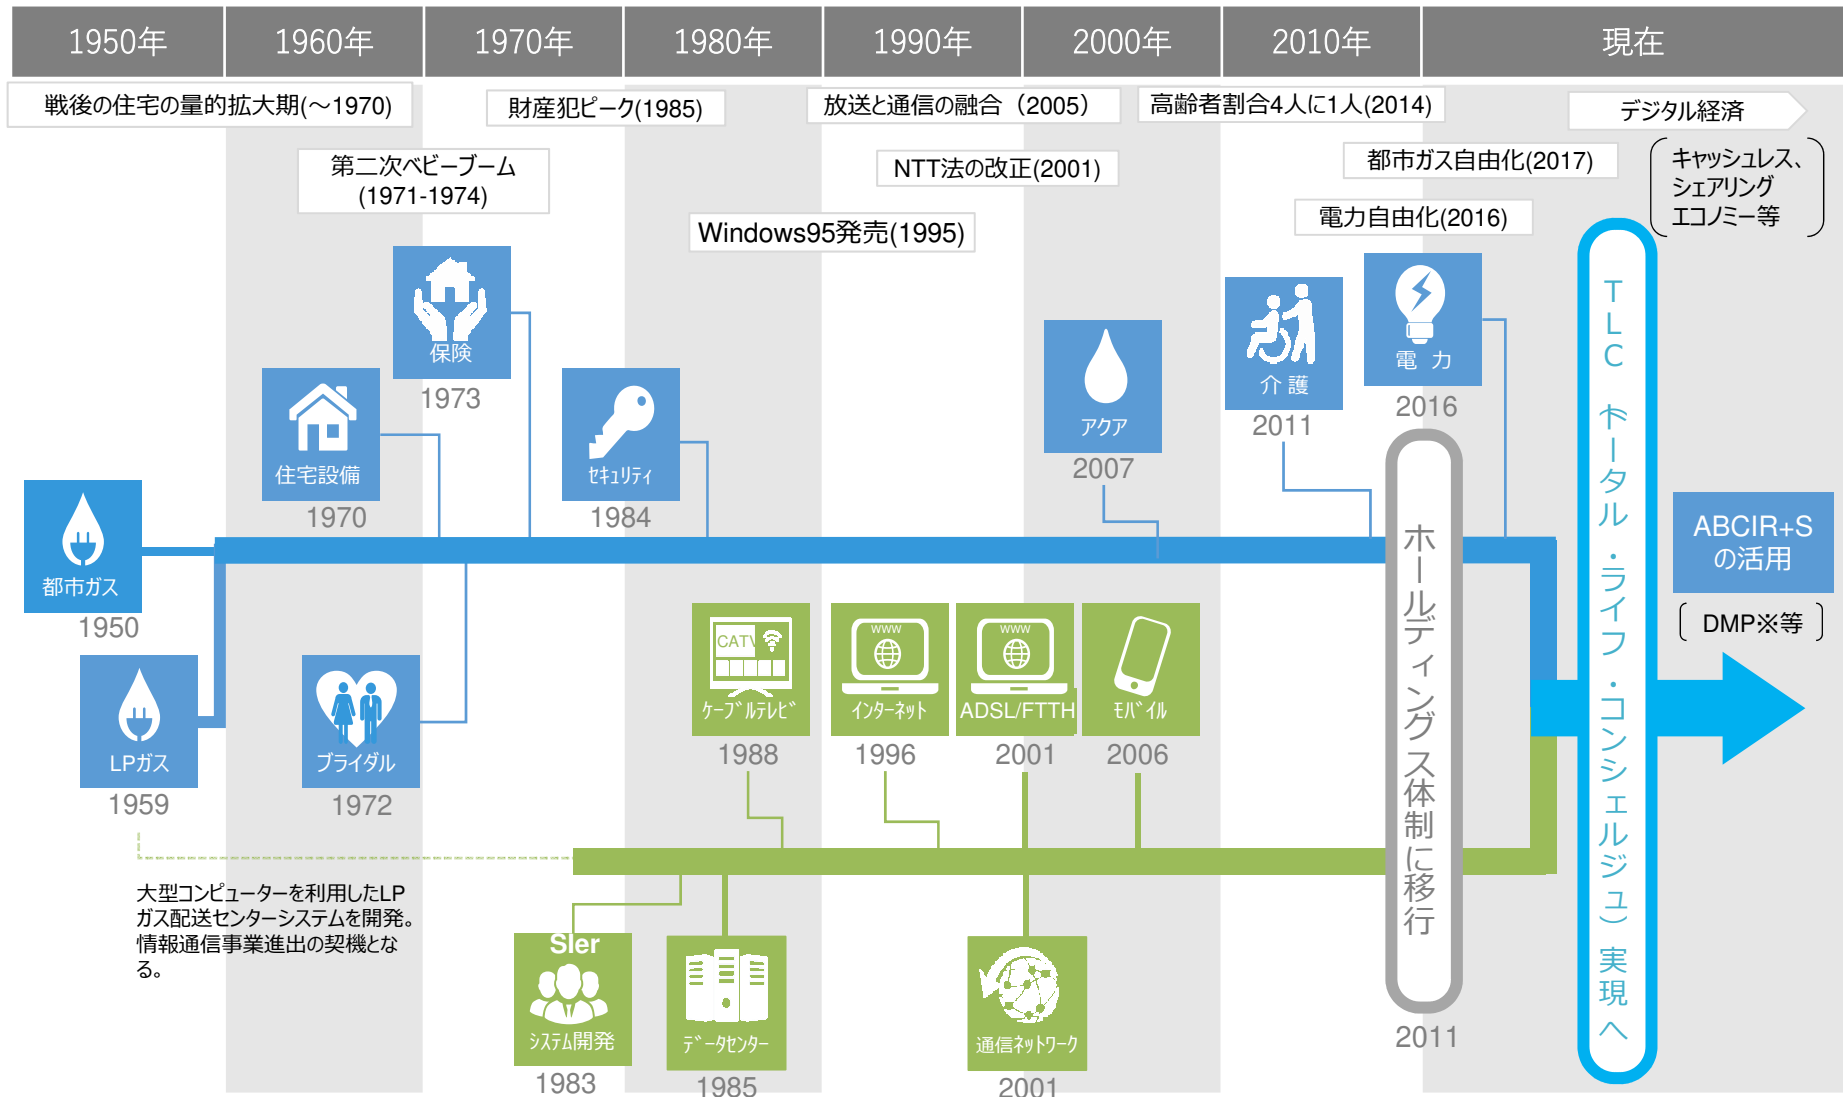 1950年
1960年
1970年
1980年
1990年
2000年
2010年
現在
戦後の住宅の量的拡大期(～1970)
財産犯ピーク(1985)
放送と通信の融合（2005）
高齢者割合4人に1人(2014)
デジタル経済
第二次ベビーブーム
(1971-1974)
NTT法の改正(2001)
都市ガス自由化(2017)
キャッシュレス、
シェアリング
エコノミー等
Windows95発売(1995)
電力自由化(2016)
保険
1973
住宅設備
1970
セキュリティ
1984
アクア
2007
介護
2011
電力
2016
都市ガス
1950
LPガス
1959
ブライダル
1972
CATV
ケーブルテレビ
1988
www
インターネット
1996
www
ADSL/FTTH
2001
モバイル
2006
ホールディングス体制に移行
2011
TLC（トータル・ライフ・コンシェルジュ）実現へ
ABCIR+S
の活用
DMP※等
大型コンピューターを利用したLP
ガス配送センターシステムを開発。
情報通信事業進出の契機とな
る。
SIer
システム開発
1983
データセンター
1985
通信ネットワーク
2001